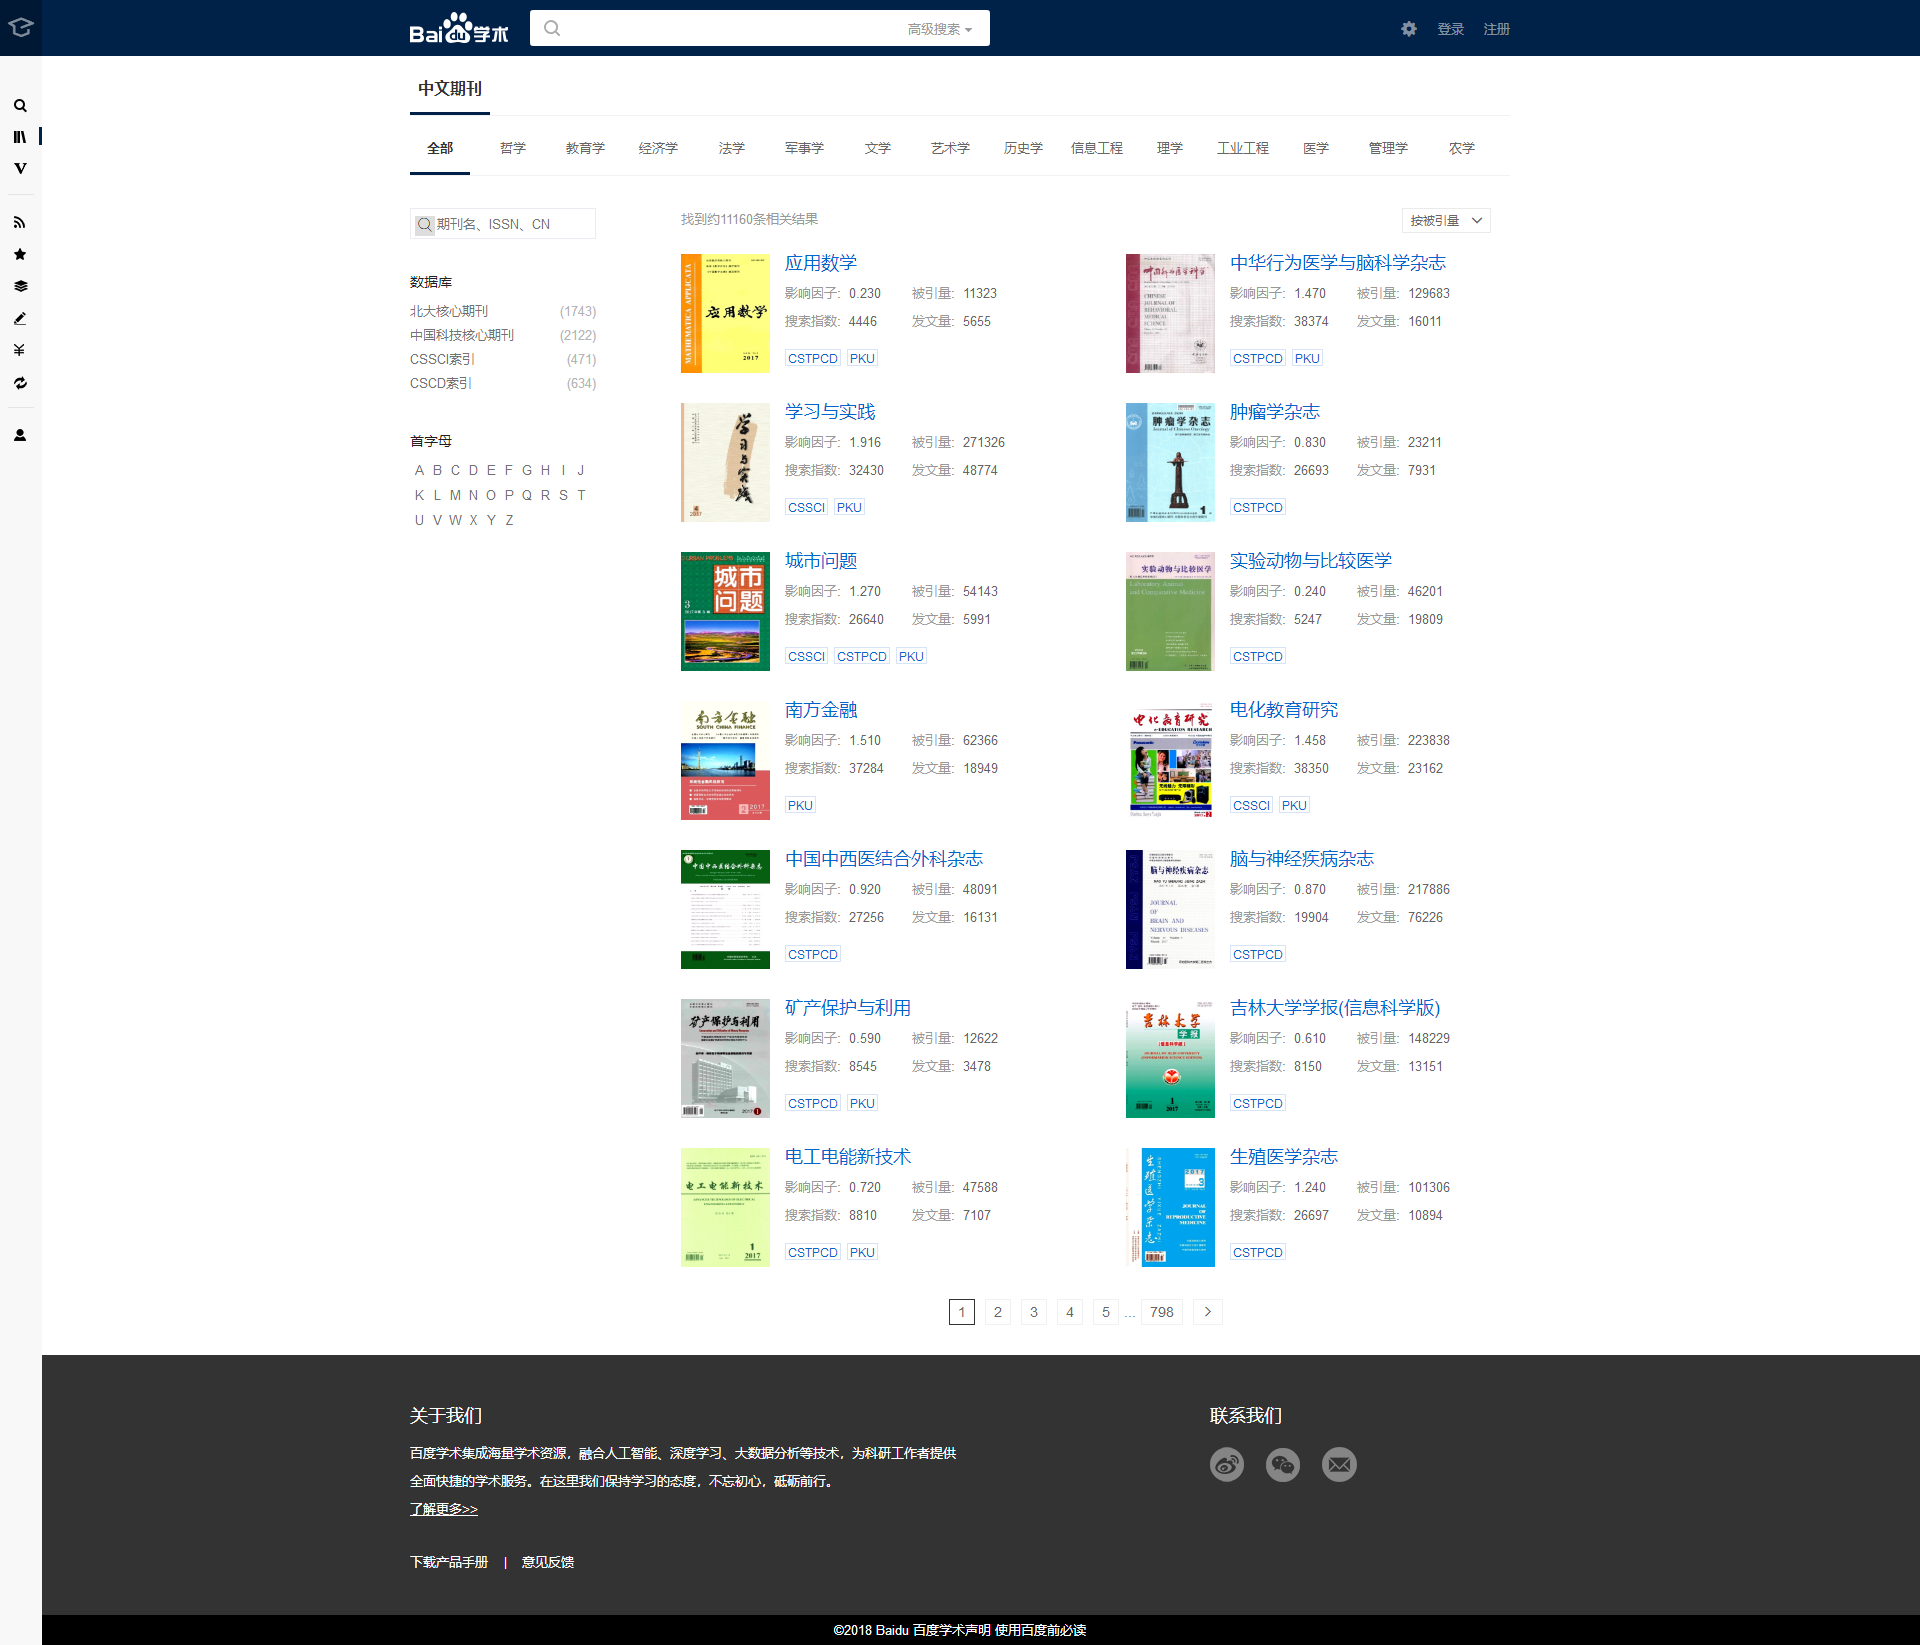 Bai du 学术
高级搜索
登录 注册
中文期刊
全部 哲学 教育学 经济学 法学 军事学 文学 艺术学 历史学 信息工程 理学 工业工程 医学 管理学 农学
期刊名、ISSN、CN
数据库
北大核心期刊 (1743)
中国科技核心期刊 (2122)
CSSCI索引 (471)
CSCD索引 (634)
首字母
A B C D E F G H I J
K L M N O P Q R S T
U V W X Y Z
找到约11160条相关结果
按被引量
应用数学
影响因子: 0.230 被引量: 11323
搜索指数: 4446 发文量: 5655
CSTPCD PKU
中华行为医学与脑科学杂志
影响因子: 1.470 被引量: 129683
搜索指数: 38374 发文量: 16011
CSTPCD PKU
学习与实践
影响因子: 1.916 被引量: 271326
搜索指数: 32430 发文量: 48774
CSSCI PKU
肿瘤学杂志
影响因子: 0.830 被引量: 23211
搜索指数: 26693 发文量: 7931
CSTPCD
城市问题
影响因子: 1.270 被引量: 54143
搜索指数: 26640 发文量: 5991
CSSCI CSTPCD PKU
实验动物与比较医学
影响因子: 0.240 被引量: 46201
搜索指数: 5247 发文量: 19809
CSTPCD
南方金融
影响因子: 1.510 被引量: 62366
搜索指数: 37284 发文量: 18949
PKU
电化教育研究
影响因子: 1.458 被引量: 223838
搜索指数: 38350 发文量: 23162
CSSCI PKU
中国中西医结合外科杂志
影响因子: 0.920 被引量: 48091
搜索指数: 27256 发文量: 16131
CSTPCD
脑与神经疾病杂志
影响因子: 0.870 被引量: 217886
搜索指数: 19904 发文量: 76226
CSTPCD
矿产保护与利用
影响因子: 0.590 被引量: 12622
搜索指数: 8545 发文量: 3478
CSTPCD PKU
吉林大学学报(信息科学版)
影响因子: 0.610 被引量: 148229
搜索指数: 8150 发文量: 13151
CSTPCD
电工电能新技术
影响因子: 0.720 被引量: 47588
搜索指数: 8810 发文量: 7107
CSTPCD PKU
生殖医学杂志
影响因子: 1.240 被引量: 101306
搜索指数: 26697 发文量: 10894
CSTPCD
1 2 3 4 5 ... 798 >
关于我们
百度学术集成海量学术资源，融合人工智能、深度学习、大数据分析等技术，为科研工作者提供
全面快捷的学术服务。在这里我们保持学习的态度，不忘初心，砥砺前行。
了解更多>>
下载产品手册 | 意见反馈
联系我们
©2018 Baidu 百度学术声明 使用百度前必读